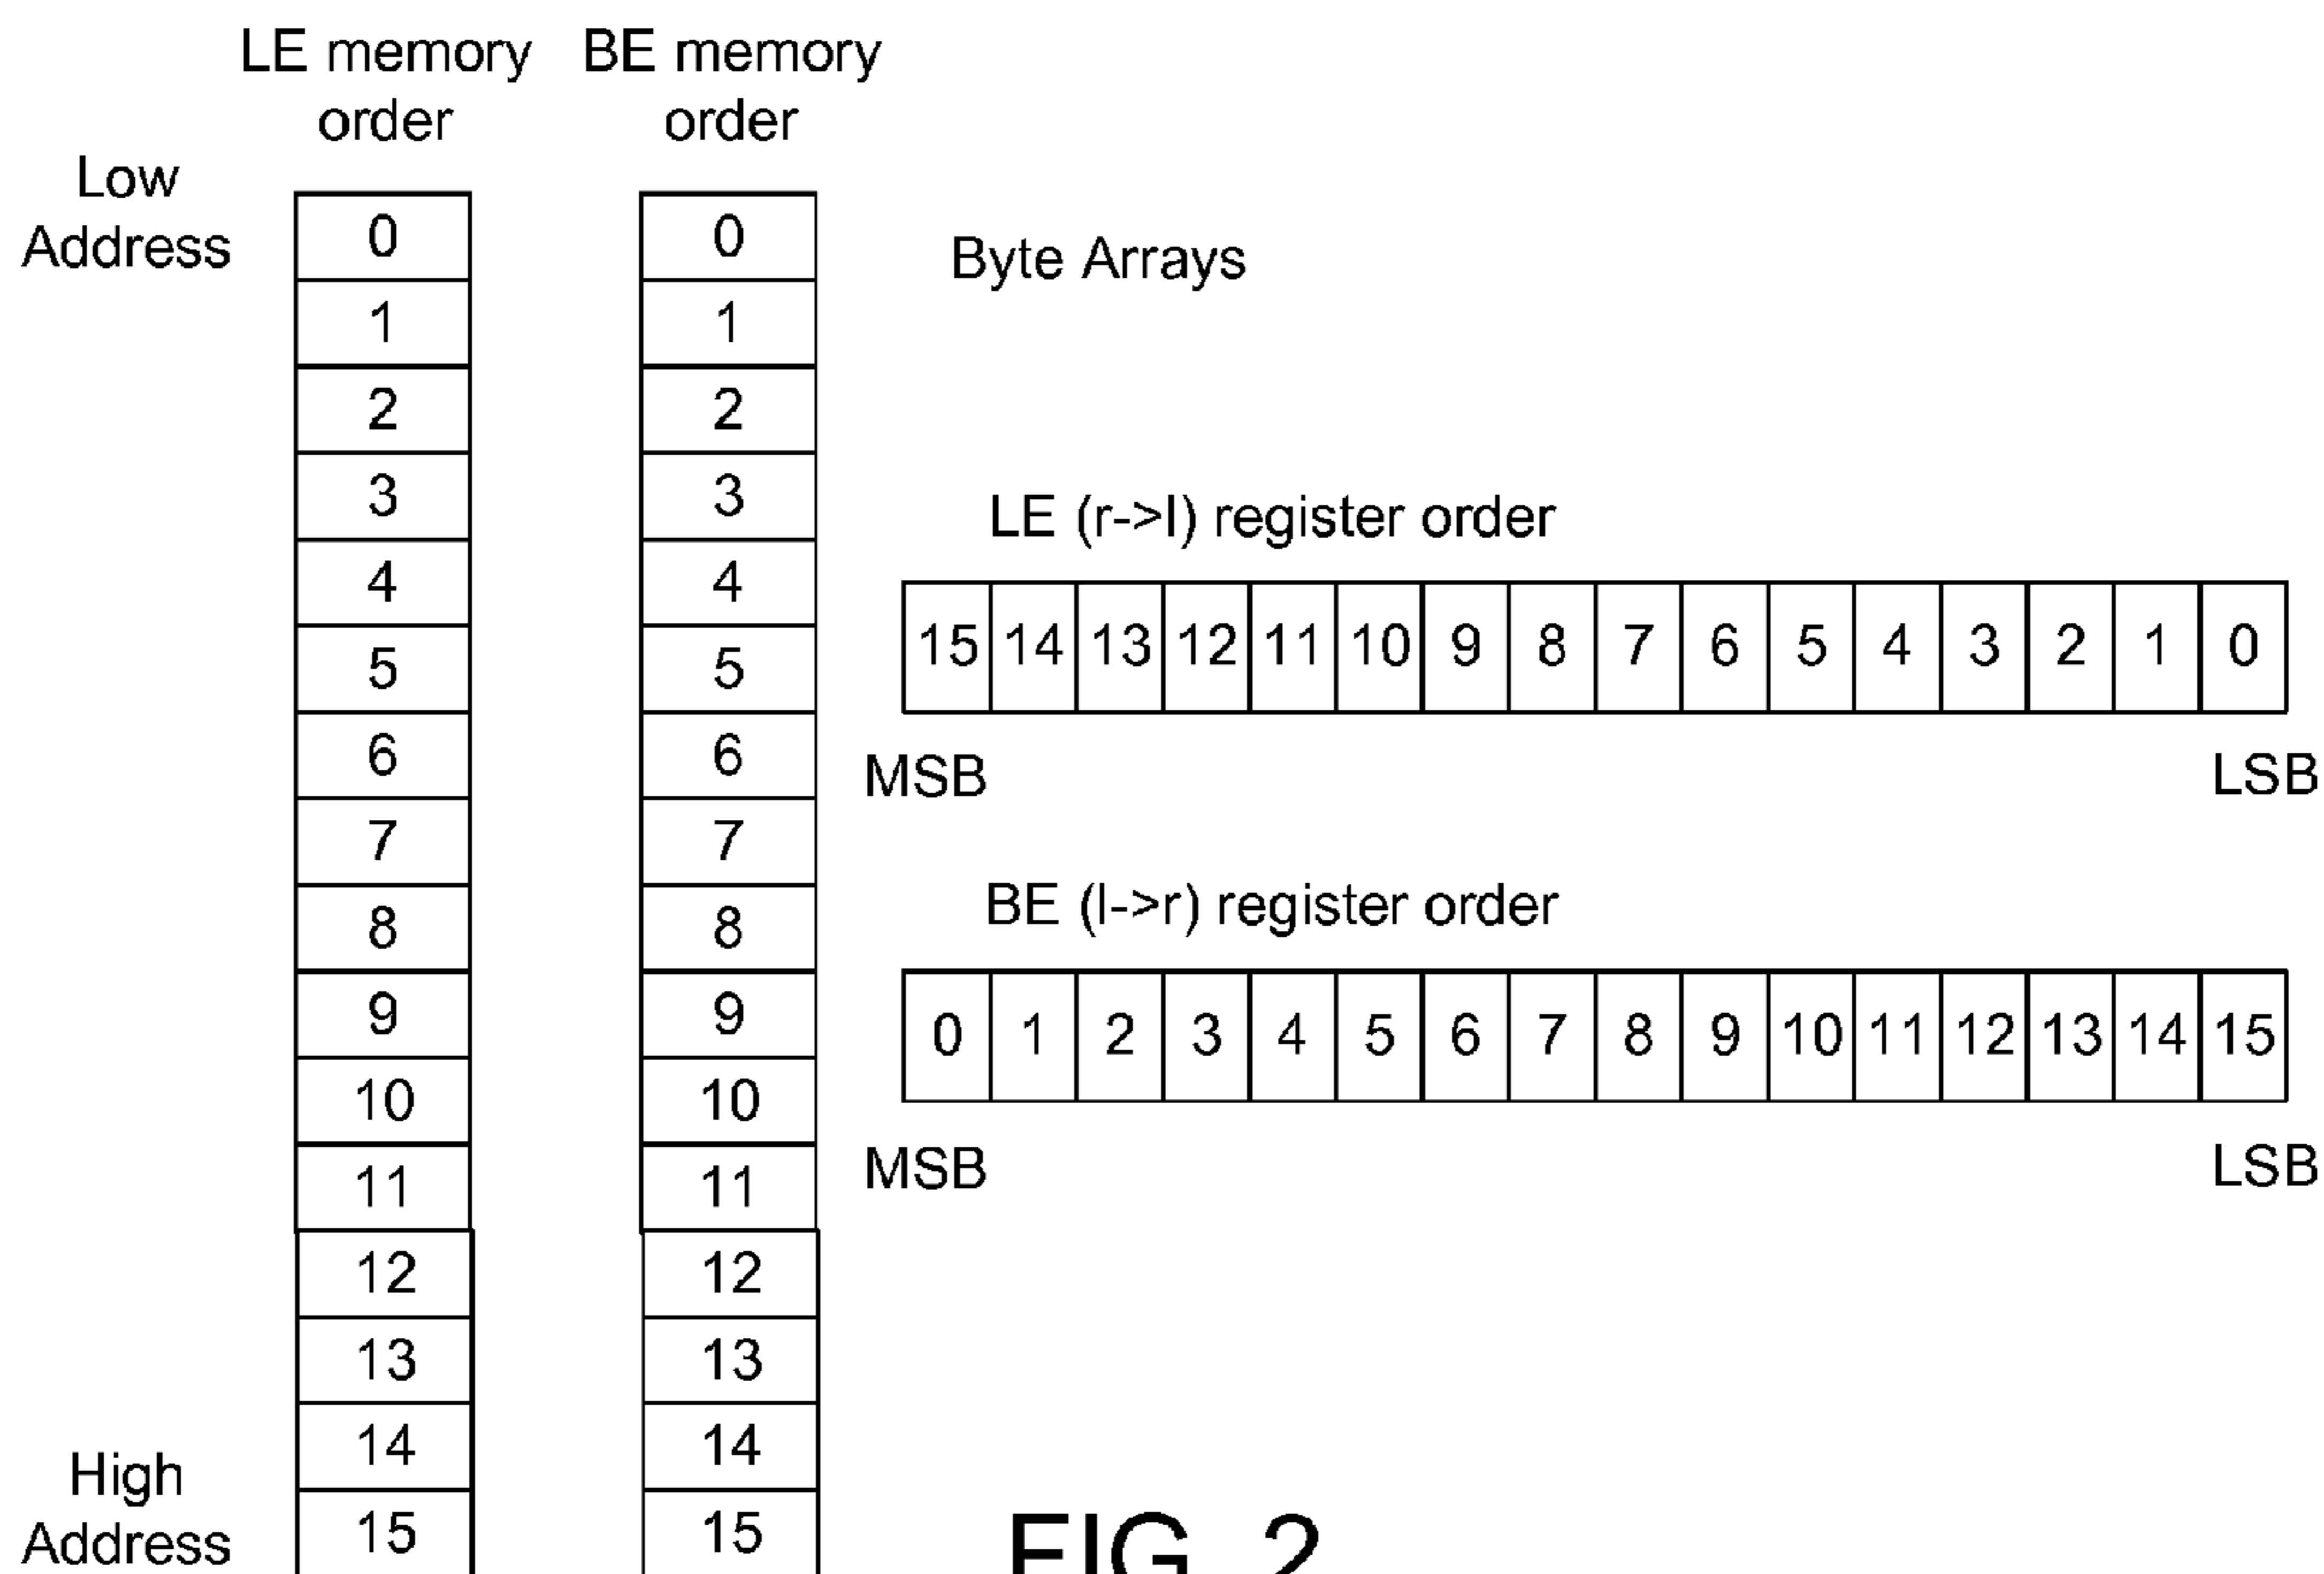 LE memory order
BE memory order
Low Address
0 0
1 1
2 2
3 3
4 4
5 5
6 6
7 7
8 8
9 9
10 10
11 11
12 12
13 13
14 14
15 15
High Address
Byte Arrays
LE (r->l) register order
15 14 13 12 11 10 9 8 7 6 5 4 3 2 1 0
MSB LSB
BE (l->r) register order
0 1 2 3 4 5 6 7 8 9 10 11 12 13 14 15
MSB LSB
FIG. 2